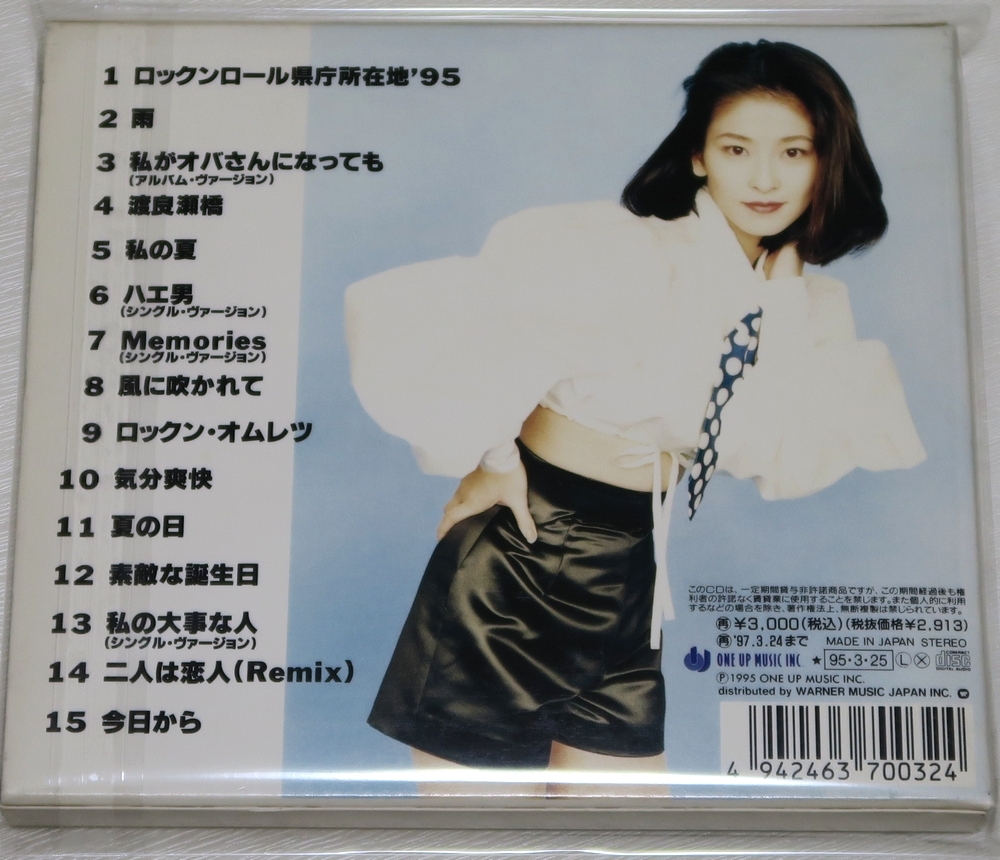 1 ロックンロール県庁所在地'95
2 雨
3 私がオバさんになっても
(アルバム・ヴァージョン)
4 渡良瀬橋
5 私の夏
6 ハエ男
(シングル・ヴァージョン)
7 Memories
(シングル・ヴァージョン)
8 風に吹かれて
9 ロックン・オムレツ
10 気分爽快
11 夏の日
12 素敵な誕生日
13 私の大事な人
(シングル・ヴァージョン)
14 二人は恋人(Remix)
15 今日から
このCDは、一定期間貸与非許諾商品ですが、この期間経過後も権
利者の許諾なく賃貸業に使用することを禁じます。また個人的に利用
するなどの場合を除き、著作権法上、無断複製は禁じられています。
再 ¥3,000(税込)(税抜価格¥2,913)
再 '97.3.24まで MADE IN JAPAN STEREO
ONE UP MUSIC INC ★ 95・3・25 L X COMPACT disc DIGITAL AUDIO
Ⓟ1995 ONE UP MUSIC INC.
distributed by WARNER MUSIC JAPAN INC.
4 942463 700324